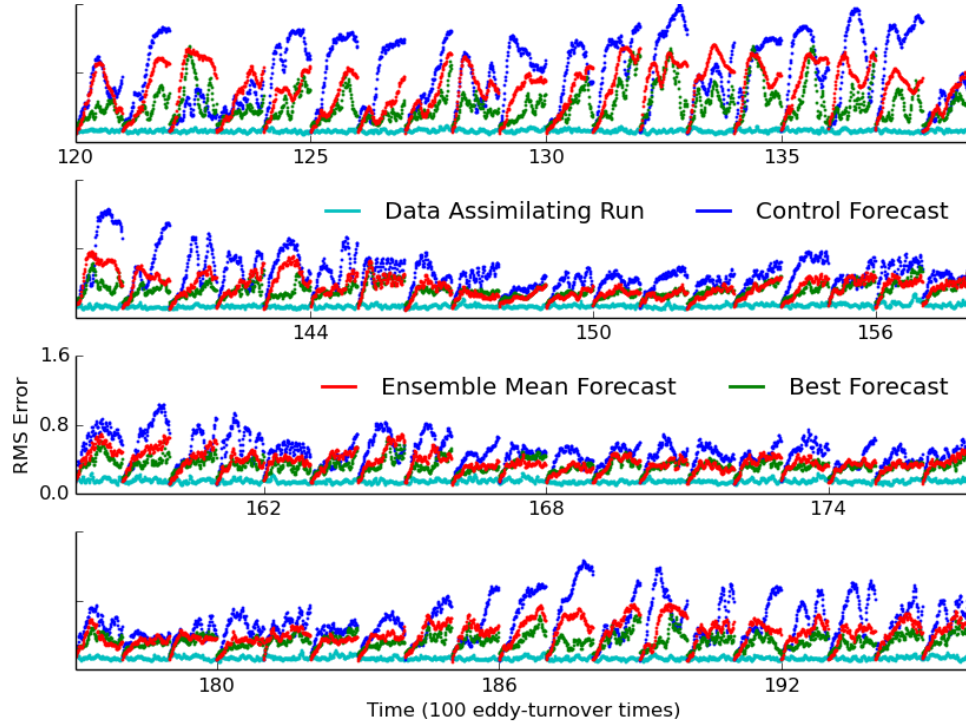 120 125 130 135
Data Assimilating Run Control Forecast
144 150 156
1.6
Ensemble Mean Forecast Best Forecast
0.8
RMS Error
0.0
162 168 174
180 186 192
Time (100 eddy-turnover times)